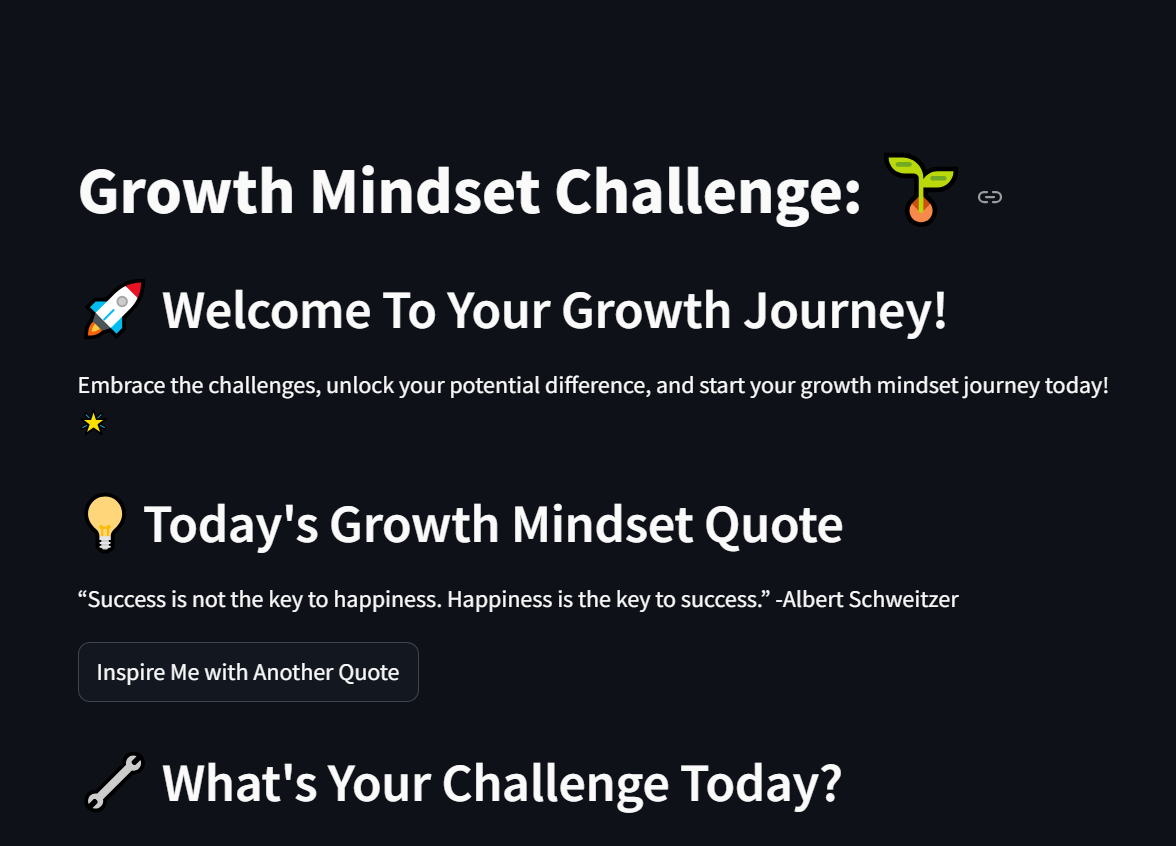 Growth Mindset Challenge: 🌱
🚀 Welcome To Your Growth Journey!
Embrace the challenges, unlock your potential difference, and start your growth mindset journey today!
🌟
💡 Today's Growth Mindset Quote
“Success is not the key to happiness. Happiness is the key to success.” -Albert Schweitzer
Inspire Me with Another Quote
🔧 What's Your Challenge Today?